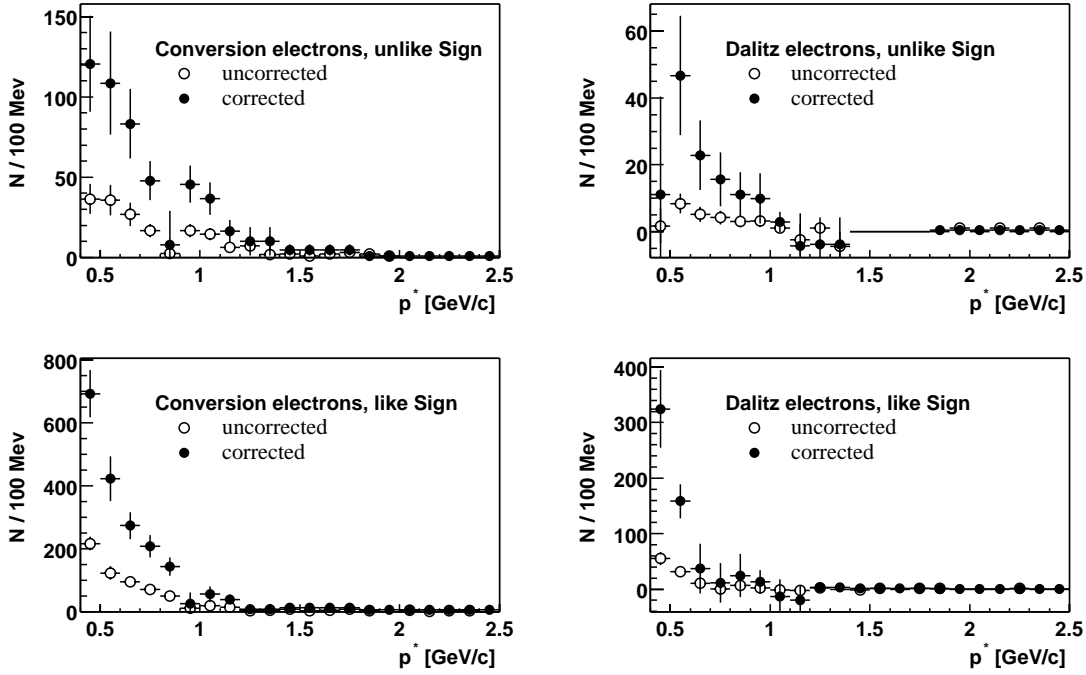 Conversion electrons, unlike Sign
uncorrected
corrected
N / 100 Mev
150
100
50
0
0.5 1 1.5 2 2.5
p* [GeV/c]
Dalitz electrons, unlike Sign
uncorrected
corrected
N / 100 Mev
60
40
20
0
0.5 1 1.5 2 2.5
p* [GeV/c]
Conversion electrons, like Sign
uncorrected
corrected
N / 100 Mev
800
600
400
200
0
0.5 1 1.5 2 2.5
p* [GeV/c]
Dalitz electrons, like Sign
uncorrected
corrected
N / 100 Mev
400
300
200
100
0
0.5 1 1.5 2 2.5
p* [GeV/c]